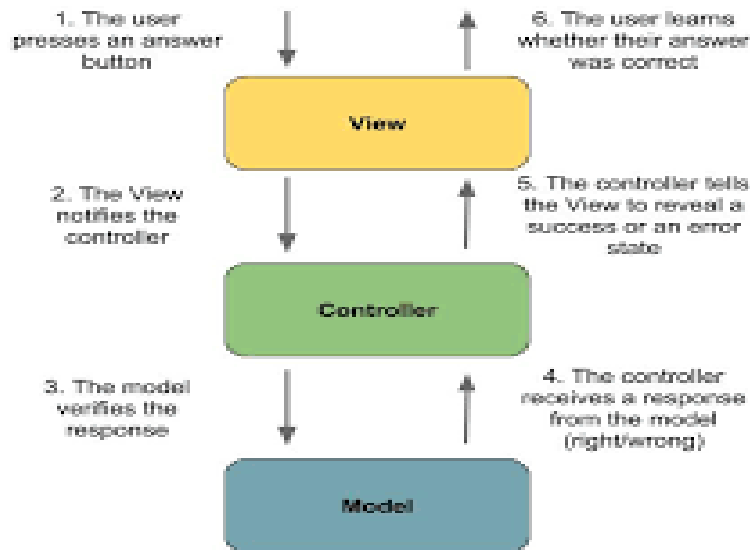 1. The user
presses an answer
button
6. The user learns
whether their answer
was correct
View
2. The View
notifies the
controller
5. The controller tells
the View to reveal a
success or an error
state
Controller
3. The model
verifies the
response
4. The controller
receives a response
from the model
(right/wrong)
Model